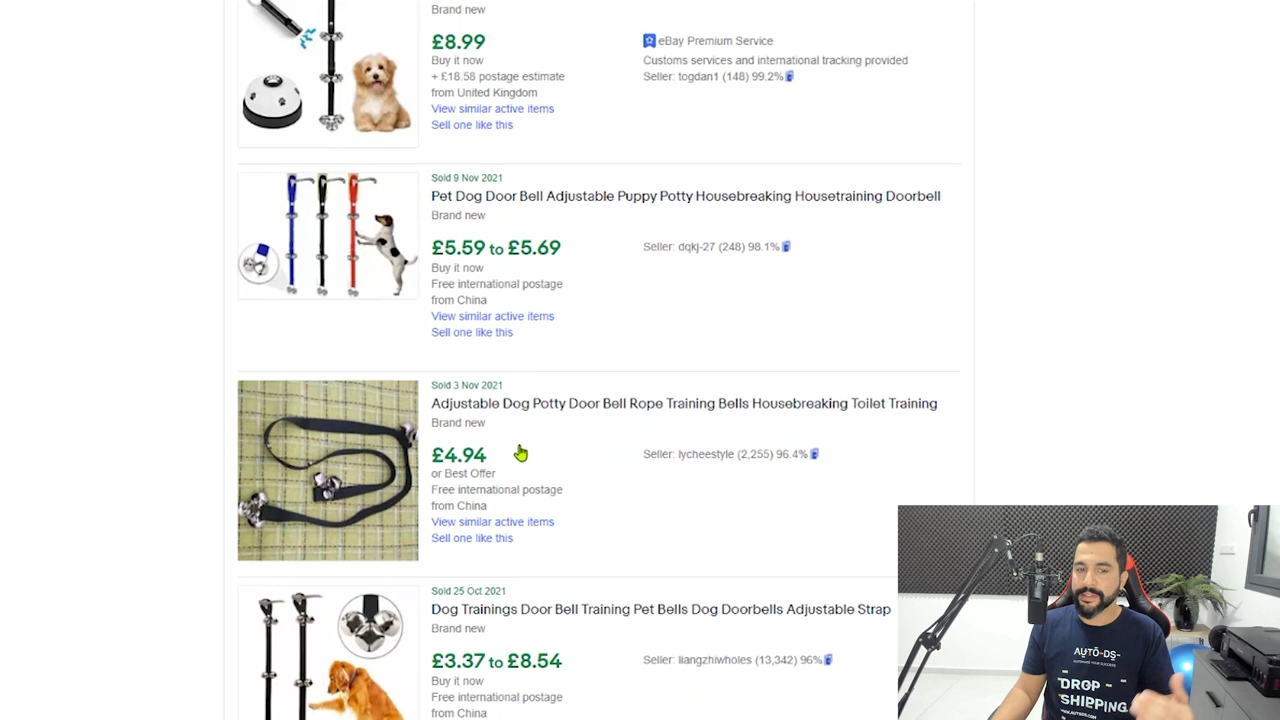 Brand new
£8.99
Buy it now
+ £18.58 postage estimate
from United Kingdom
View similar active items
Sell one like this
eBay Premium Service
Customs services and international tracking provided
Seller: togdan1 (148) 99.2%
Sold 9 Nov 2021
Pet Dog Door Bell Adjustable Puppy Potty Housebreaking Housetraining Doorbell
Brand new
£5.59 to £5.69
Buy it now
Free international postage
from China
View similar active items
Sell one like this
Seller: dqkj-27 (248) 98.1%
Sold 3 Nov 2021
Adjustable Dog Potty Door Bell Rope Training Bells Housebreaking Toilet Training
Brand new
£4.94
or Best Offer
Free international postage
from China
View similar active items
Sell one like this
Seller: lycheestyle (2,255) 96.4%
Sold 25 Oct 2021
Dog Trainings Door Bell Training Pet Bells Dog Doorbells Adjustable Strap
Brand new
£3.37 to £8.54
Buy it now
Free international postage
from China
Seller: liangzhiwholes (13,342) 96%
AUTO-DS-
AUTOMATE YOUR SUCCESS
DROP
SHIPPING